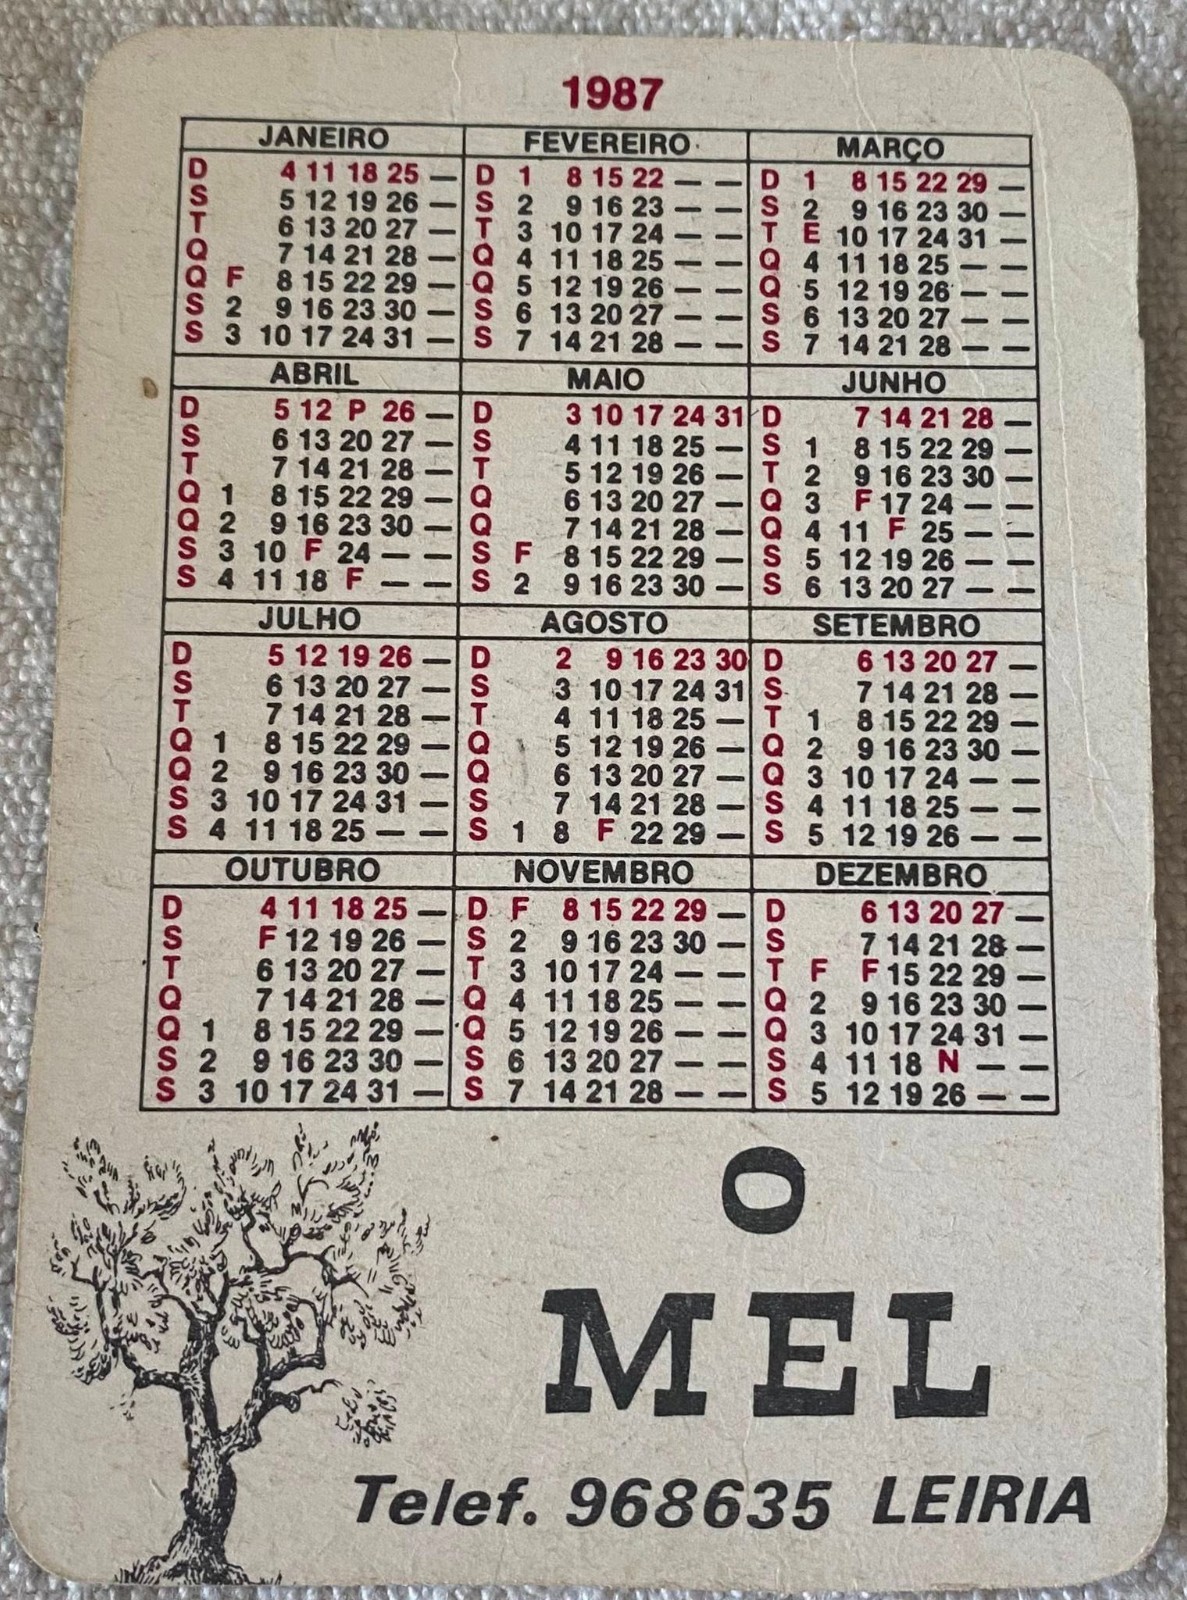 1987
JANEIRO FEVEREIRO MARÇO
D 4 11 18 25 — D 1 8 15 22 — — D 1 8 15 22 29 —
S 5 12 19 26 — S 2 9 16 23 — — S 2 9 16 23 30 —
T 6 13 20 27 — T 3 10 17 24 — — T E 10 17 24 31 —
Q 7 14 21 28 — Q 4 11 18 25 — — Q 4 11 18 25 — —
Q F 8 15 22 29 — Q 5 12 19 26 — — Q 5 12 19 26 — —
S 2 9 16 23 30 — S 6 13 20 27 — — S 6 13 20 27 — —
S 3 10 17 24 31 — S 7 14 21 28 — — S 7 14 21 28 — —
ABRIL MAIO JUNHO
D 5 12 P 26 — D 3 10 17 24 31 D 7 14 21 28 —
S 6 13 20 27 — S 4 11 18 25 — S 1 8 15 22 29 —
T 7 14 21 28 — T 5 12 19 26 — T 2 9 16 23 30 —
Q 1 8 15 22 29 — Q 6 13 20 27 — Q 3 F 17 24 — —
Q 2 9 16 23 30 — Q 7 14 21 28 — Q 4 11 F 25 — —
S 3 10 F 24 — — S F 8 15 22 29 — S 5 12 19 26 — —
S 4 11 18 F — — S 2 9 16 23 30 — S 6 13 20 27 — —
JULHO AGOSTO SETEMBRO
D 5 12 19 26 — D 2 9 16 23 30 D 6 13 20 27 —
S 6 13 20 27 — S 3 10 17 24 31 S 7 14 21 28 —
T 7 14 21 28 — T 4 11 18 25 — T 1 8 15 22 29 —
Q 1 8 15 22 29 — Q 5 12 19 26 — Q 2 9 16 23 30 —
Q 2 9 16 23 30 — Q 6 13 20 27 — Q 3 10 17 24 — —
S 3 10 17 24 31 — S 7 14 21 28 — S 4 11 18 25 — —
S 4 11 18 25 — — S 1 8 F 22 29 — S 5 12 19 26 — —
OUTUBRO NOVEMBRO DEZEMBRO
D 4 11 18 25 — D F 8 15 22 29 — D 6 13 20 27 —
S F 12 19 26 — S 2 9 16 23 30 — S 7 14 21 28 —
T 6 13 20 27 — T 3 10 17 24 — — T F F 15 22 29 —
Q 7 14 21 28 — Q 4 11 18 25 — — Q 2 9 16 23 30 —
Q 1 8 15 22 29 — Q 5 12 19 26 — — Q 3 10 17 24 31 —
S 2 9 16 23 30 — S 6 13 20 27 — — S 4 11 18 N — —
S 3 10 17 24 31 — S 7 14 21 28 — — S 5 12 19 26 — —
O
MEL
Telef. 968635 LEIRIA